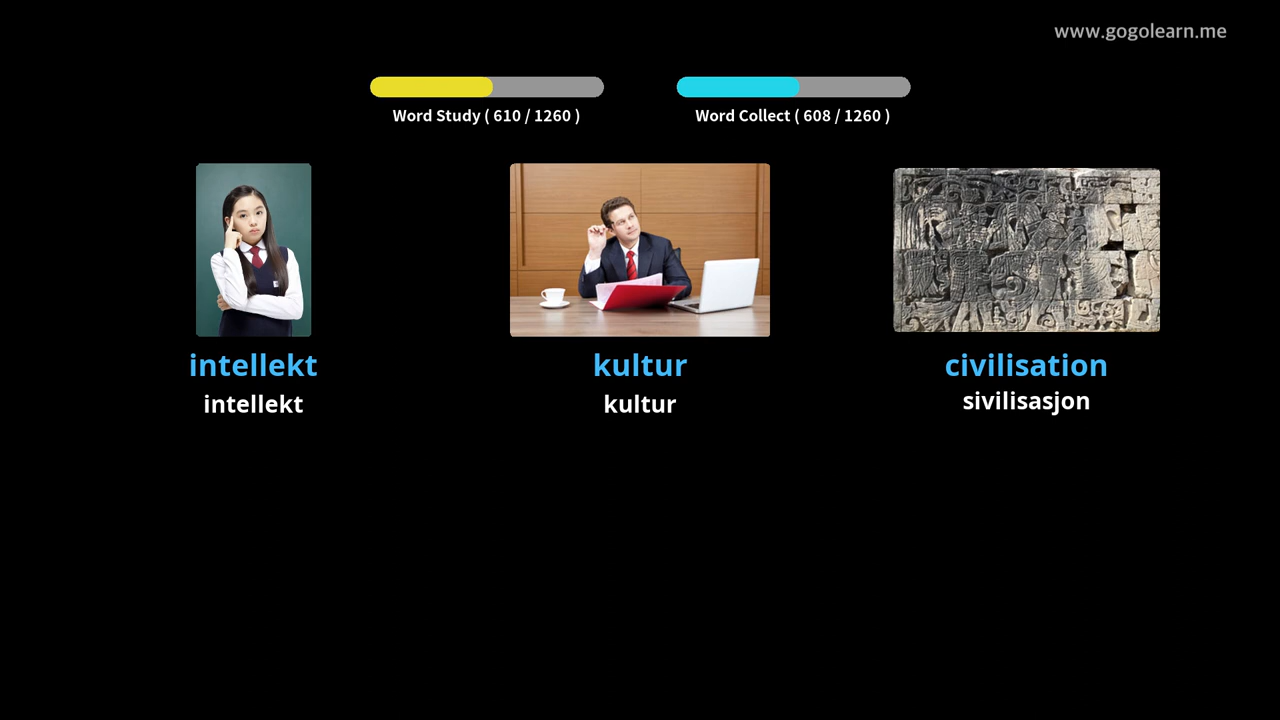 www.gogolearn.me
Word Study ( 610 / 1260 )
Word Collect ( 608 / 1260 )
intellekt
intellekt
kultur
kultur
civilisation
sivilisasjon